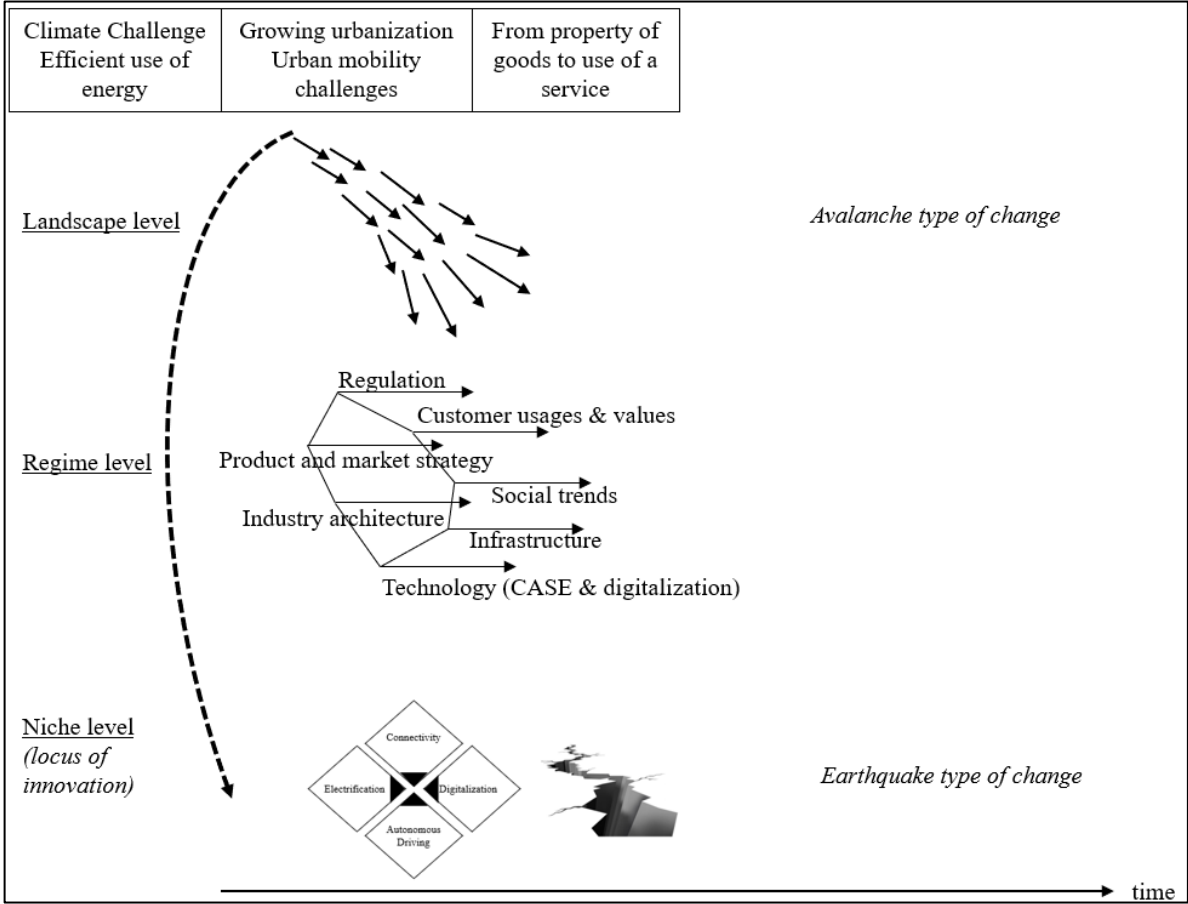 Climate Challenge
Efficient use of
energy
Growing urbanization
Urban mobility
challenges
From property of
goods to use of a
service
Landscape level
Avalanche type of change
Regulation
Customer usages & values
Regime level
Product and market strategy
Social trends
Industry architecture
Infrastructure
Technology (CASE & digitalization)
Niche level
(locus of
innovation)
Connectivity
Electrification
Digitalization
Autonomous
Driving
Earthquake type of change
time